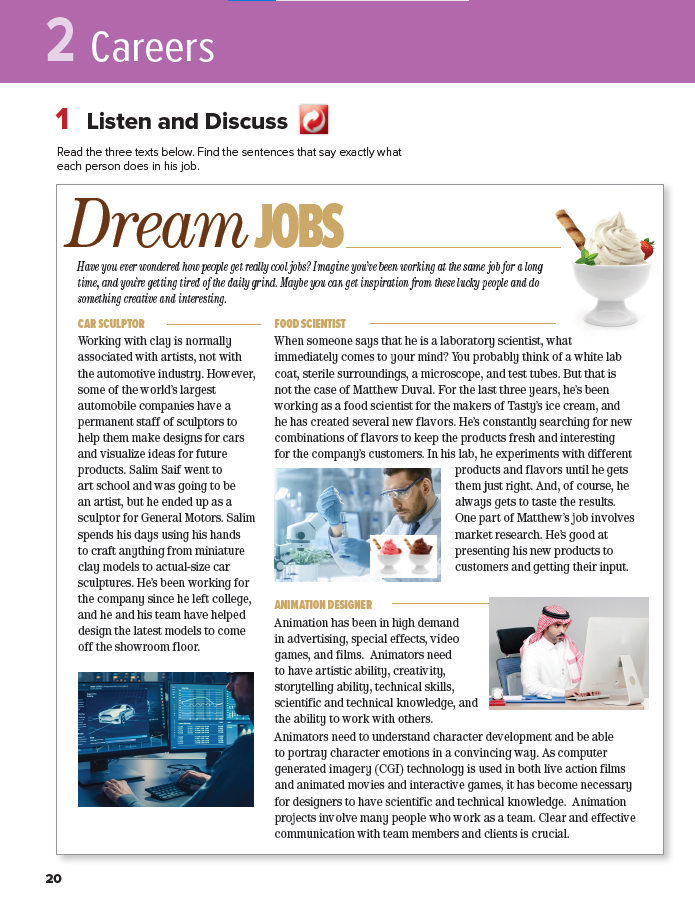 2 Careers
1 Listen and Discuss
Read the three texts below. Find the sentences that say exactly what
each person does in his job.
Dream JOBS
Have you ever wondered how people get really cool jobs? Imagine you've been working at the same job for a long
time, and you're getting tired of the daily grind. Maybe you can get inspiration from these lucky people and do
something creative and interesting.
CAR SCULPTOR
Working with clay is normally
associated with artists, not with
the automotive industry. However,
some of the world's largest
automobile companies have a
permanent staff of sculptors to
help them make designs for cars
and visualize ideas for future
products. Salim Saif went to
art school and was going to be
an artist, but he ended up as a
sculptor for General Motors. Salim
spends his days using his hands
to craft anything from miniature
clay models to actual-size car
sculptures. He's been working for
the company since he left college,
and he and his team have helped
design the latest models to come
off the showroom floor.
FOOD SCIENTIST
When someone says that he is a laboratory scientist, what
immediately comes to your mind? You probably think of a white lab
coat, sterile surroundings, a microscope, and test tubes. But that is
not the case of Matthew Duval. For the last three years, he's been
working as a food scientist for the makers of Tasty's ice cream, and
he has created several new flavors. He's constantly searching for new
combinations of flavors to keep the products fresh and interesting
for the company's customers. In his lab, he experiments with different
products and flavors until he gets
them just right. And, of course, he
always gets to taste the results.
One part of Matthew's job involves
market research. He's good at
presenting his new products to
customers and getting their input.
ANIMATION DESIGNER
Animation has been in high demand
in advertising, special effects, video
games, and films. Animators need
to have artistic ability, creativity,
storytelling ability, technical skills,
scientific and technical knowledge, and
the ability to work with others.
Animators need to understand character development and be able
to portray character emotions in a convincing way. As computer
generated imagery (CGI) technology is used in both live action films
and animated movies and interactive games, it has become necessary
for designers to have scientific and technical knowledge. Animation
projects involve many people who work as a team. Clear and effective
communication with team members and clients is crucial.
20